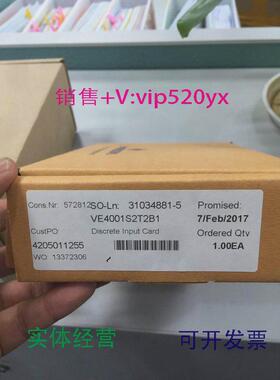 销售+V:vip520yx
Cons.Nr: 572812 SO-Ln: 31034881-5 Promised:
VE4001S2T2B1 7/Feb/2017
CustPO: Discrete Input Card Ordered Qty
4205011255 1.00EA
WO: 13372306
实体经营 可开发票